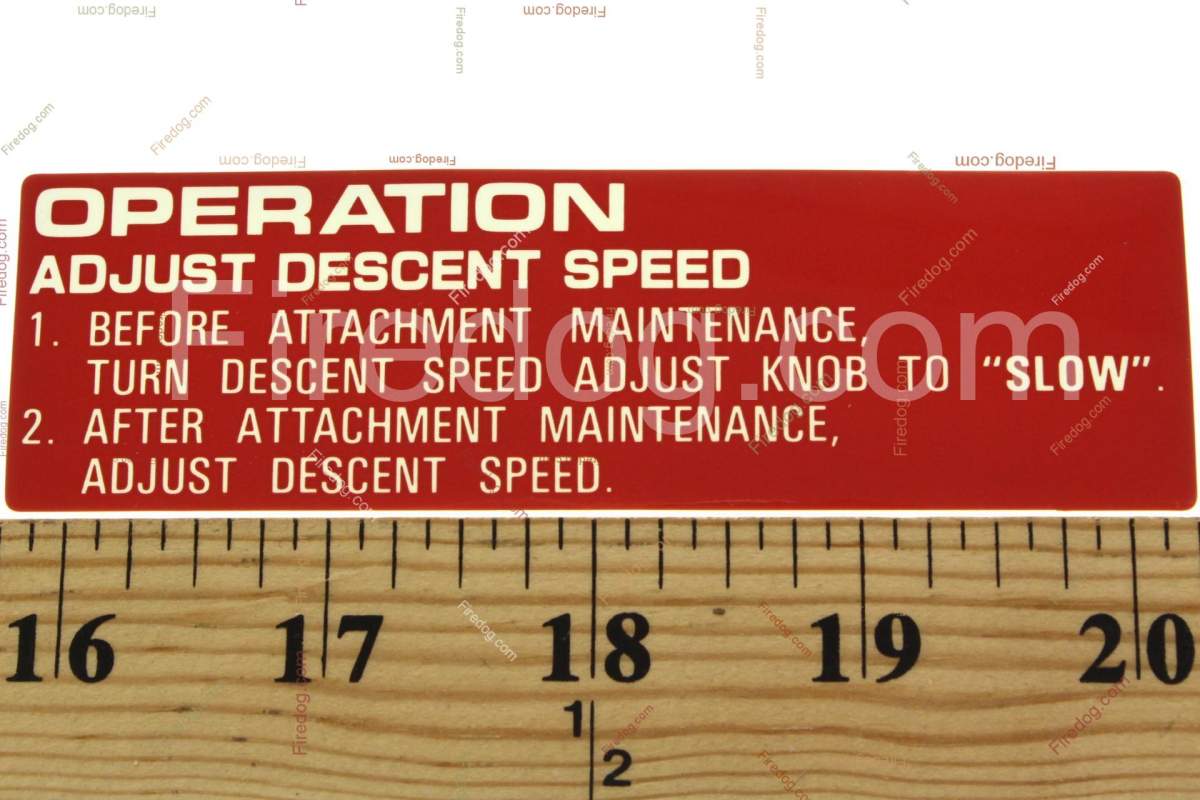 OPERATION
ADJUST DESCENT SPEED
1. BEFORE ATTACHMENT MAINTENANCE,
TURN DESCENT SPEED ADJUST KNOB TO “SLOW”.
2. AFTER ATTACHMENT MAINTENANCE,
ADJUST DESCENT SPEED.
Firedog.com
16 17 18 19 20
1
2